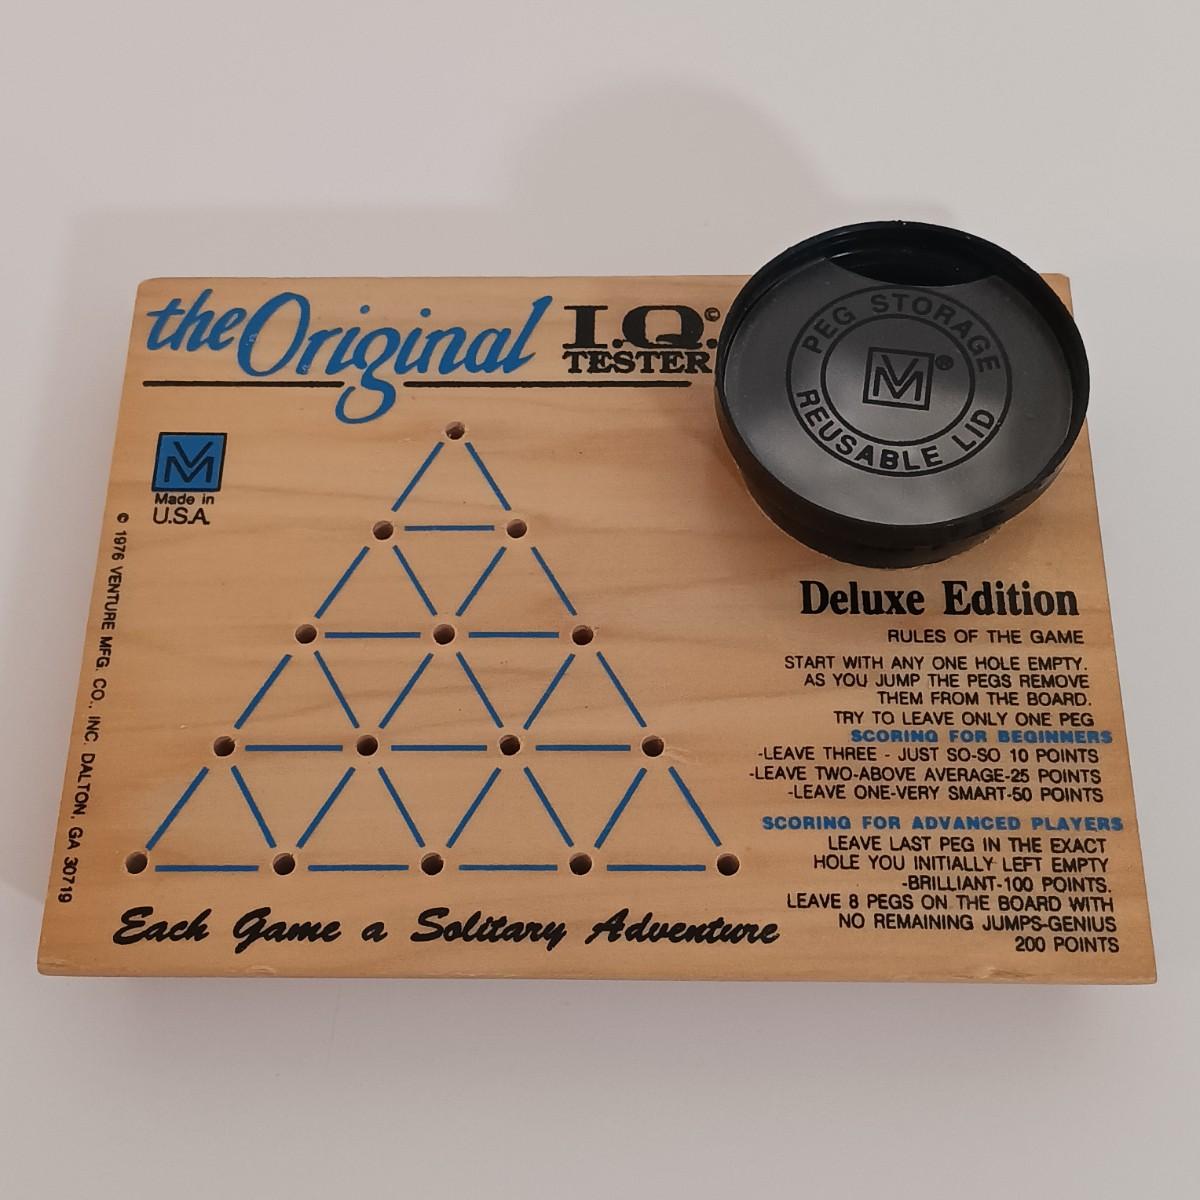 the Original I.Q.© TESTER
PEG STORAGE
VM®
REUSABLE LID
VM
Made in
U.S.A.
© 1976 VENTURE MFG. CO., INC. DALTON, GA 30719
Deluxe Edition
RULES OF THE GAME
START WITH ANY ONE HOLE EMPTY.
AS YOU JUMP THE PEGS REMOVE
THEM FROM THE BOARD.
TRY TO LEAVE ONLY ONE PEG
SCORING FOR BEGINNERS
-LEAVE THREE - JUST SO-SO 10 POINTS
-LEAVE TWO-ABOVE AVERAGE-25 POINTS
-LEAVE ONE-VERY SMART-50 POINTS
SCORING FOR ADVANCED PLAYERS
LEAVE LAST PEG IN THE EXACT
HOLE YOU INITIALLY LEFT EMPTY
-BRILLIANT-100 POINTS.
LEAVE 8 PEGS ON THE BOARD WITH
NO REMAINING JUMPS-GENIUS
200 POINTS
Each Game a Solitary Adventure